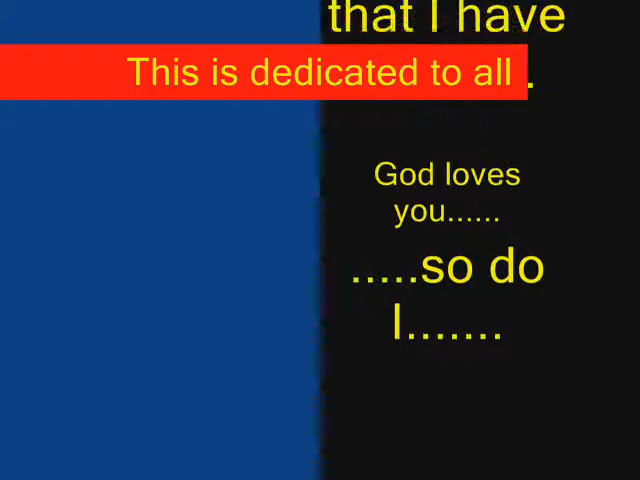 that I have
This is dedicated to all
.
God loves
you......
.....so do
I.......